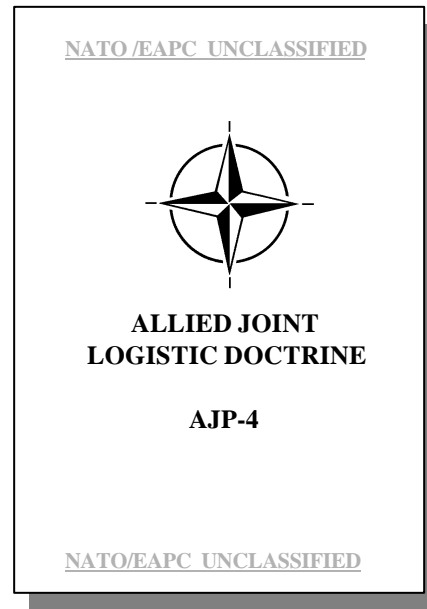 NATO /EAPC UNCLASSIFIED
ALLIED JOINT
LOGISTIC DOCTRINE
AJP-4
NATO/EAPC UNCLASSIFIED